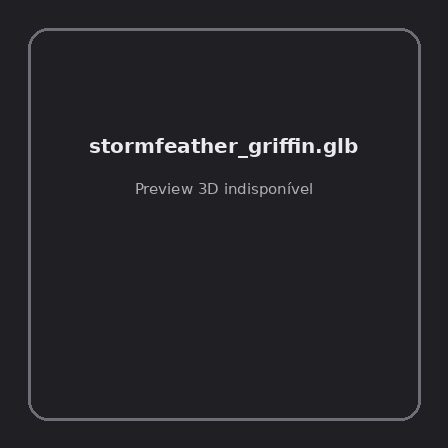 stormfeather_griffin.glb
Preview 3D indisponível